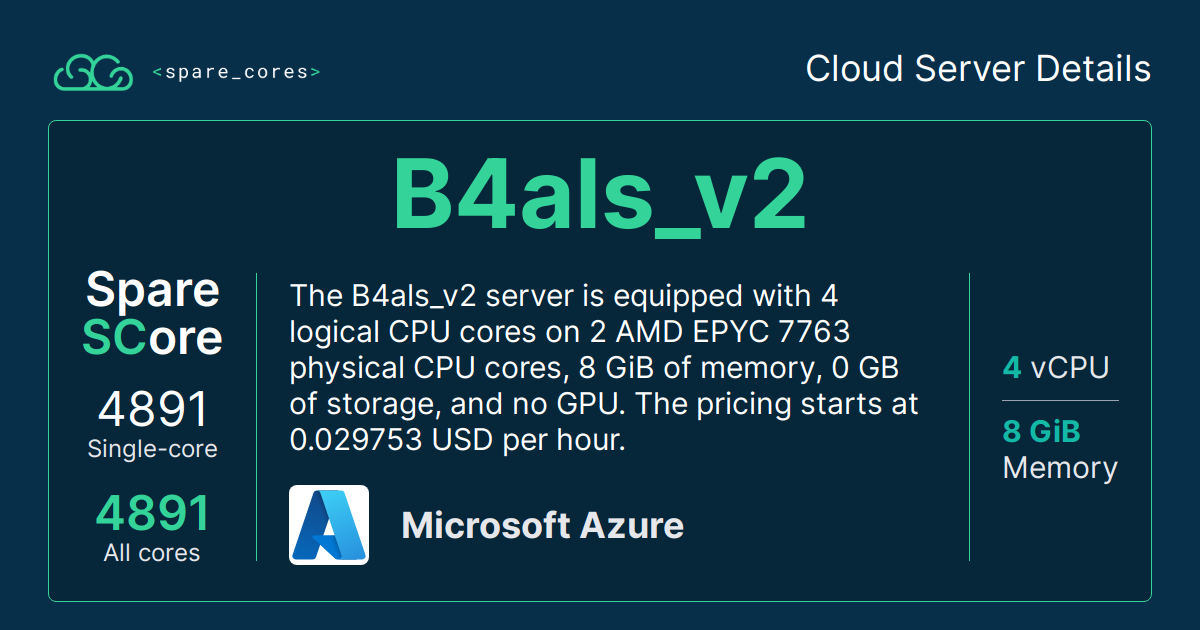 <spare_cores>
Cloud Server Details
B4als_v2
Spare
SCore
4891
Single-core
4891
All cores
The B4als_v2 server is equipped with 4
logical CPU cores on 2 AMD EPYC 7763
physical CPU cores, 8 GiB of memory, 0 GB
of storage, and no GPU. The pricing starts at
0.029753 USD per hour.
Microsoft Azure
4 vCPU
8 GiB
Memory